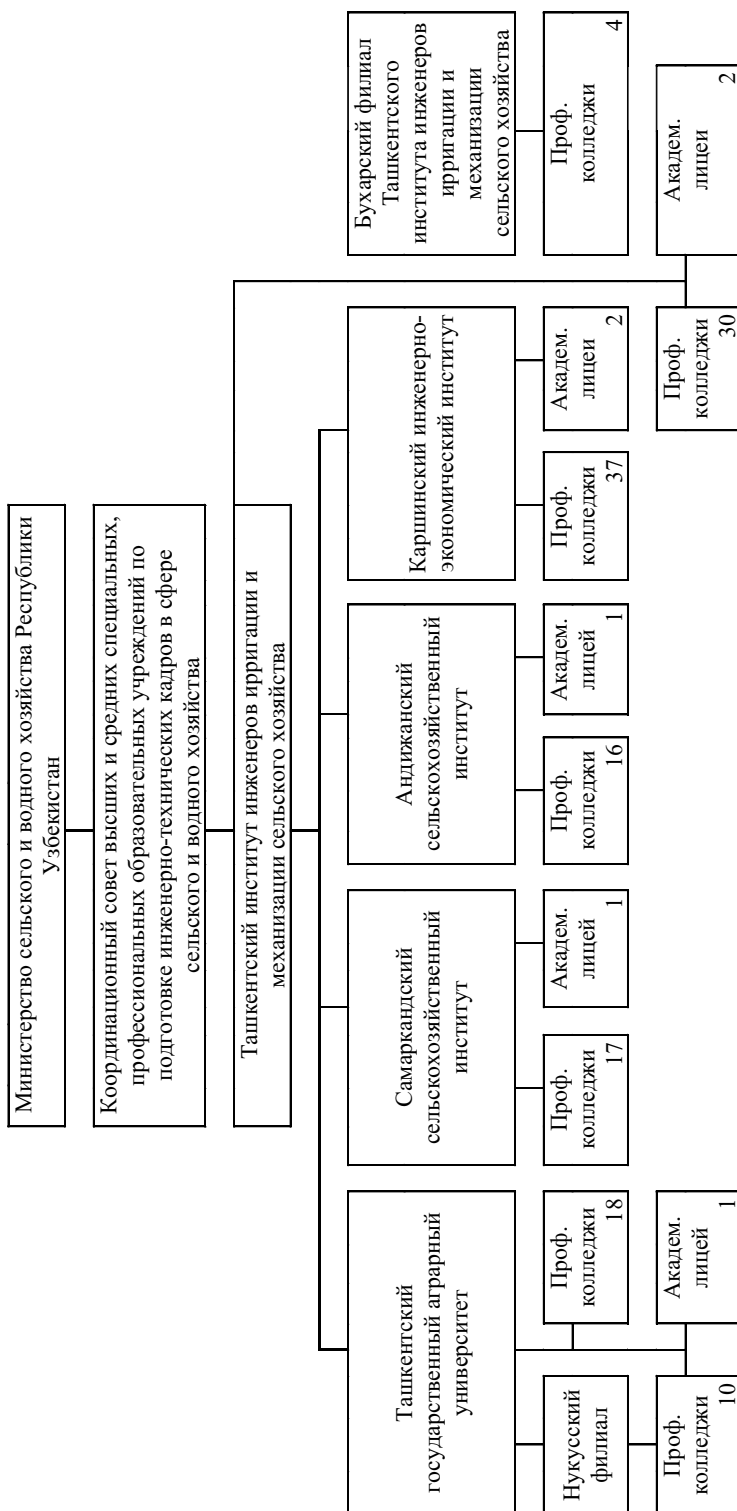 Министерство сельского и водного хозяйства Республики
Узбекистан
Координационный совет высших и средних специальных,
профессиональных образовательных учреждений по
подготовке инженерно-технических кадров в сфере
сельского и водного хозяйства
Ташкентский институт инженеров ирригации и
механизации сельского хозяйства
Ташкентский
государственный аграрный
университет
Нукусский
филиал
Проф.
колледжи
10
Проф.
колледжи
18
Академ.
лицей
1
Самаркандский
сельскохозяйственный
институт
Проф.
колледжи
17
Академ.
лицей
1
Андижанский
сельскохозяйственный
институт
Проф.
колледжи
16
Академ.
лицей
1
Каршинский инженерно-
экономический институт
Проф.
колледжи
37
Академ.
лицеи
2
Бухарский филиал
Ташкентского
института инженеров
ирригации и
механизации
сельского хозяйства
Проф.
колледжи
4
Проф.
колледжи
30
Академ.
лицеи
2